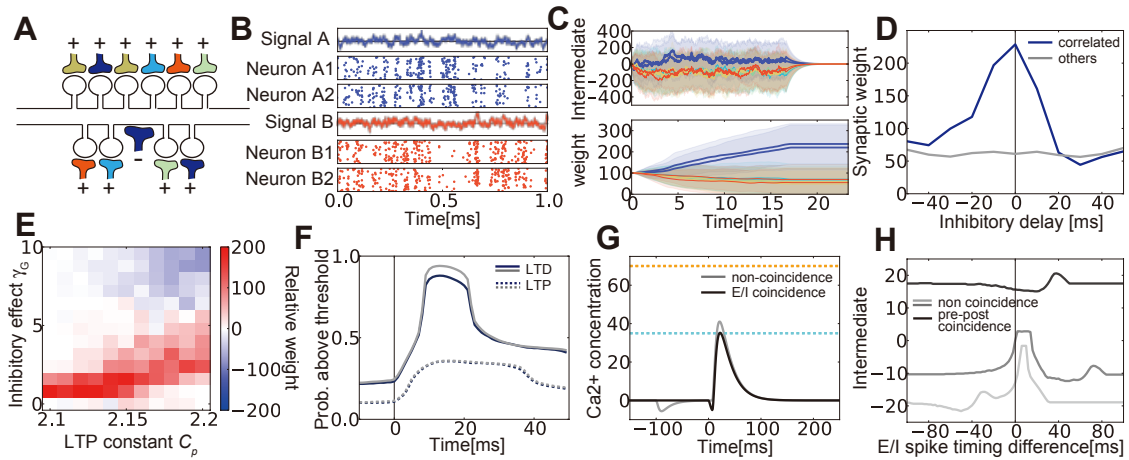 A
+ + + + + +
-
+ + + +
B
Signal A
Neuron A1
Neuron A2
Signal B
Neuron B1
Neuron B2
0.0 0.5 1.0
Time[ms]
C
Intermediate
400
200
0
−200
−400
weight
300
200
100
0
0 5 10 15 20
Time[min]
D
Synaptic weight
200
150
100
50
0
correlated
others
−40 −20 0 20 40
Inhibitory delay[ms]
E
Inhibitory effect γG
10
5
0
2.1 2.15 2.2
LTP constant Cp
200
100
0
−100
−200
Relative weight
F
Prob. above threshold
1.0
0.5
0.0
LTD
LTP
0 20 40
Time[ms]
G
Ca2+ concentration
80
60
40
20
0
non-coincidence
E/I coincidence
−150 −50 0 50 150
Time[ms]
H
Intermediate
20
10
0
−10
−20
non coincidence
pre-post
coincidence
−80 −40 0 40 80
E/I spike timing difference[ms]